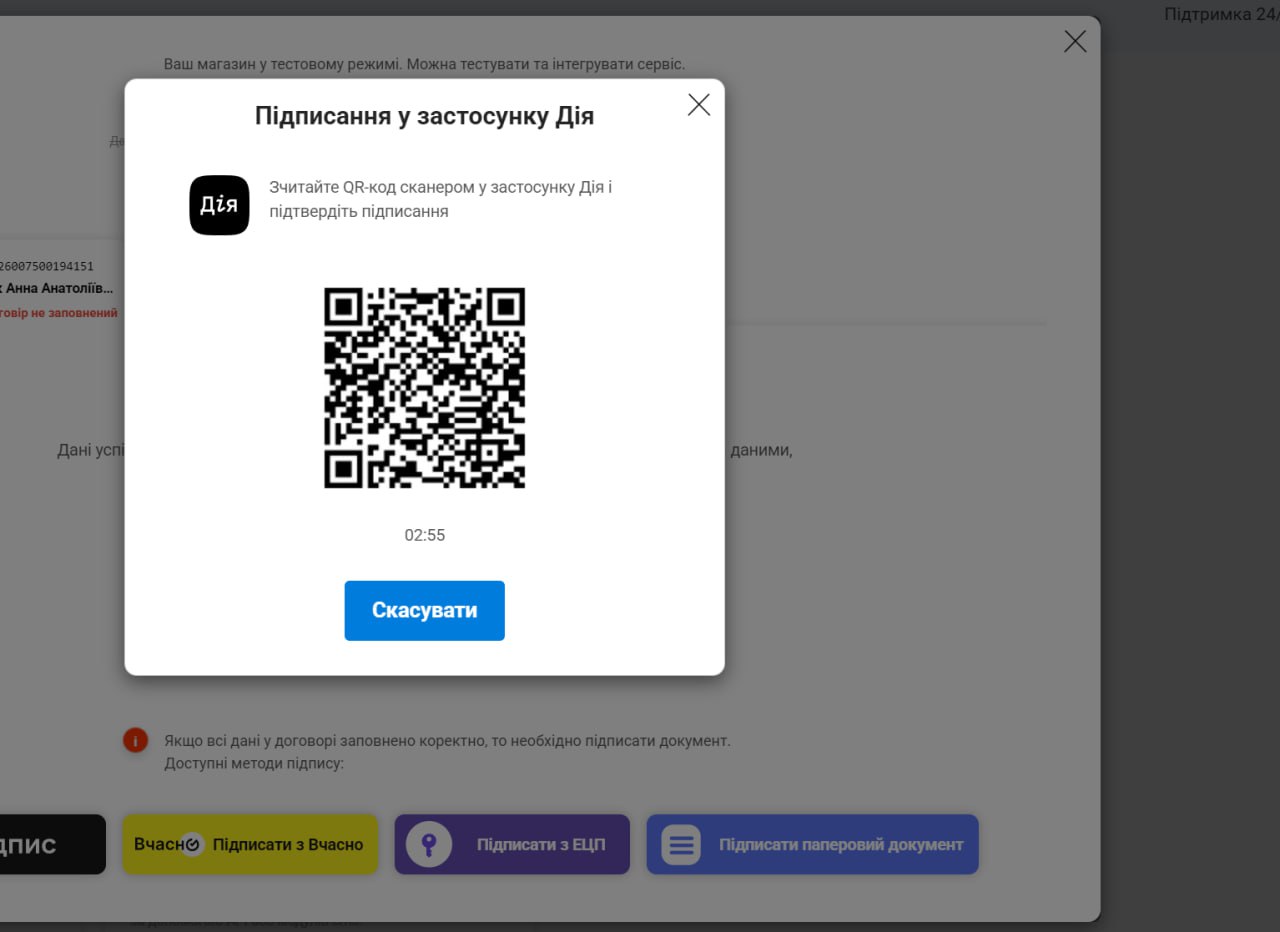 Підтримка 24/
Ваш магазин у тестовому режимі. Можна тестувати та інтегрувати сервіс.
Підписання у застосунку Дія
Дія
Зчитайте QR-код сканером у застосунку Дія і
підтвердіть підписання
26007500194151
Анна Анатоліїв...
не заповнений
Дані успі
даними,
02:55
Скасувати
Якщо всі дані у договорі заповнено коректно, то необхідно підписати документ.
Доступні методи підпису:
дпис
Вчасно Підписати з Вчасно
Підписати з ЕЦП
Підписати паперовий документ